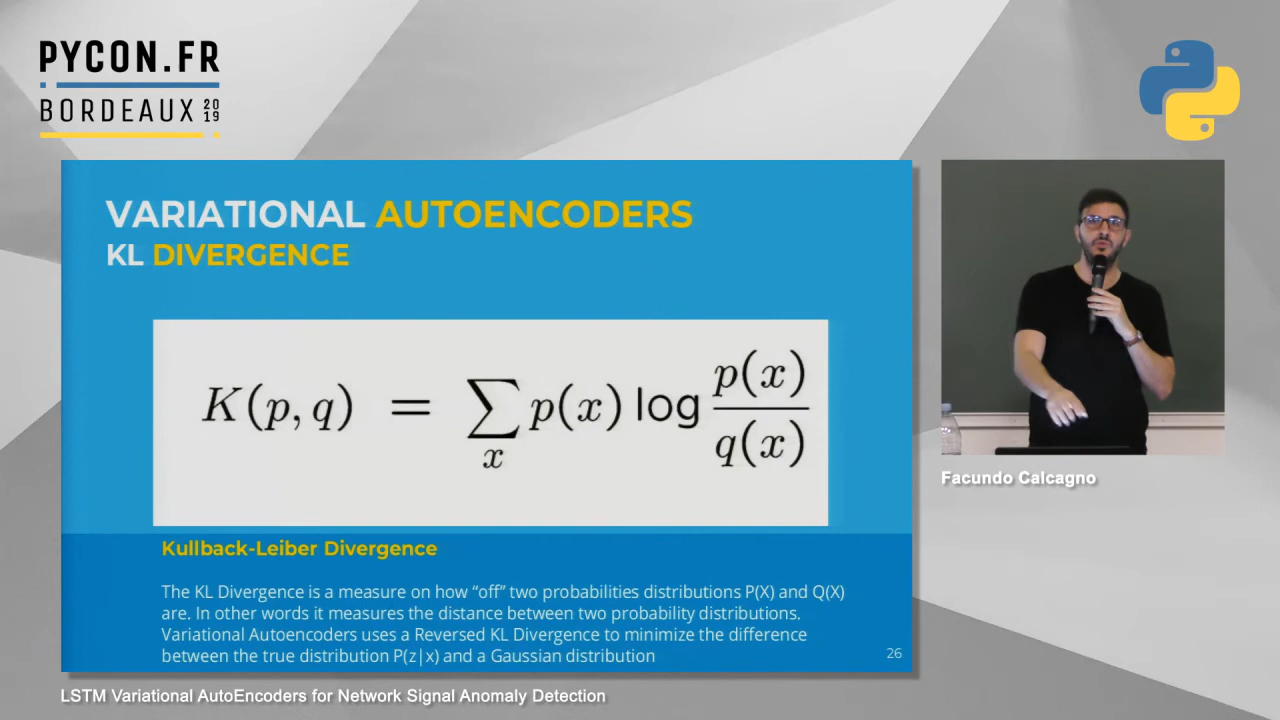 PYCON.FR
BORDEAUX 2019
VARIATIONAL AUTOENCODERS
KL DIVERGENCE
K(p, q) = ∑ₓ p(x) log p(x)/q(x)
Kullback-Leiber Divergence
The KL Divergence is a measure on how “off” two probabilities distributions P(X) and Q(X)
are. In other words it measures the distance between two probability distributions.
Variational Autoencoders uses a Reversed KL Divergence to minimize the difference
between the true distribution P(z|x) and a Gaussian distribution
26
Facundo Calcagno
LSTM Variational AutoEncoders for Network Signal Anomaly Detection